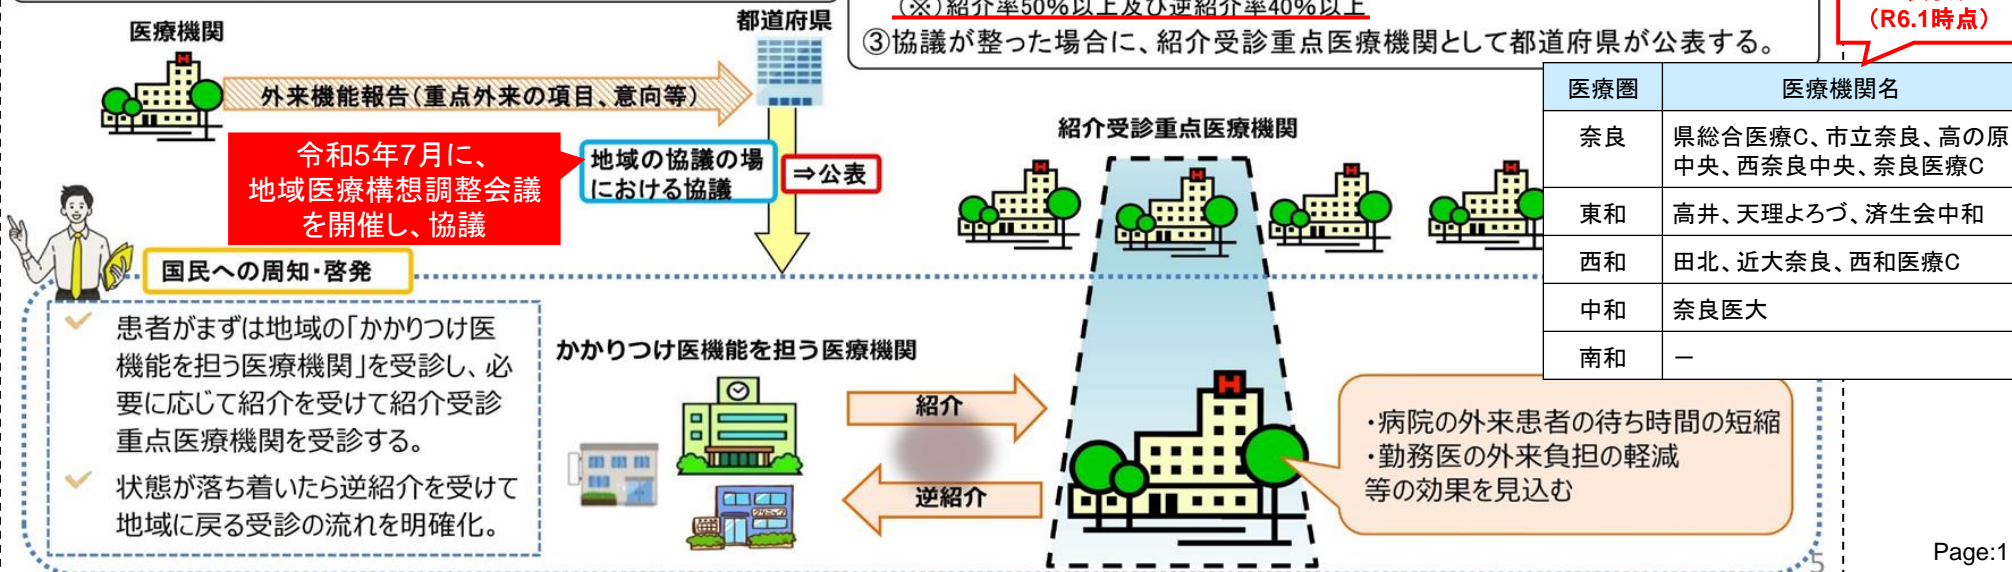 (※)紹介率50%以上及び逆紹介率40%以上
③協議が整った場合に、紹介受診重点医療機関として都道府県が公表する。
(R6.1時点)
医療機関
都道府県
外来機能報告(重点外来の項目、意向等)
令和5年7月に、
地域医療構想調整会議
を開催し、協議
地域の協議の場
における協議
⇒公表
紹介受診重点医療機関
医療圏 医療機関名
奈良 県総合医療C、市立奈良、高の原
中央、西奈良中央、奈良医療C
東和 高井、天理よろづ、済生会中和
西和 田北、近大奈良、西和医療C
中和 奈良医大
南和 ー
国民への周知・啓発
患者がまずは地域の「かかりつけ医
機能を担う医療機関」を受診し、必
要に応じて紹介を受けて紹介受診
重点医療機関を受診する。
状態が落ち着いたら逆紹介を受けて
地域に戻る受診の流れを明確化。
かかりつけ医機能を担う医療機関
紹介
逆紹介
・病院の外来患者の待ち時間の短縮
・勤務医の外来負担の軽減
等の効果を見込む
5
Page:1